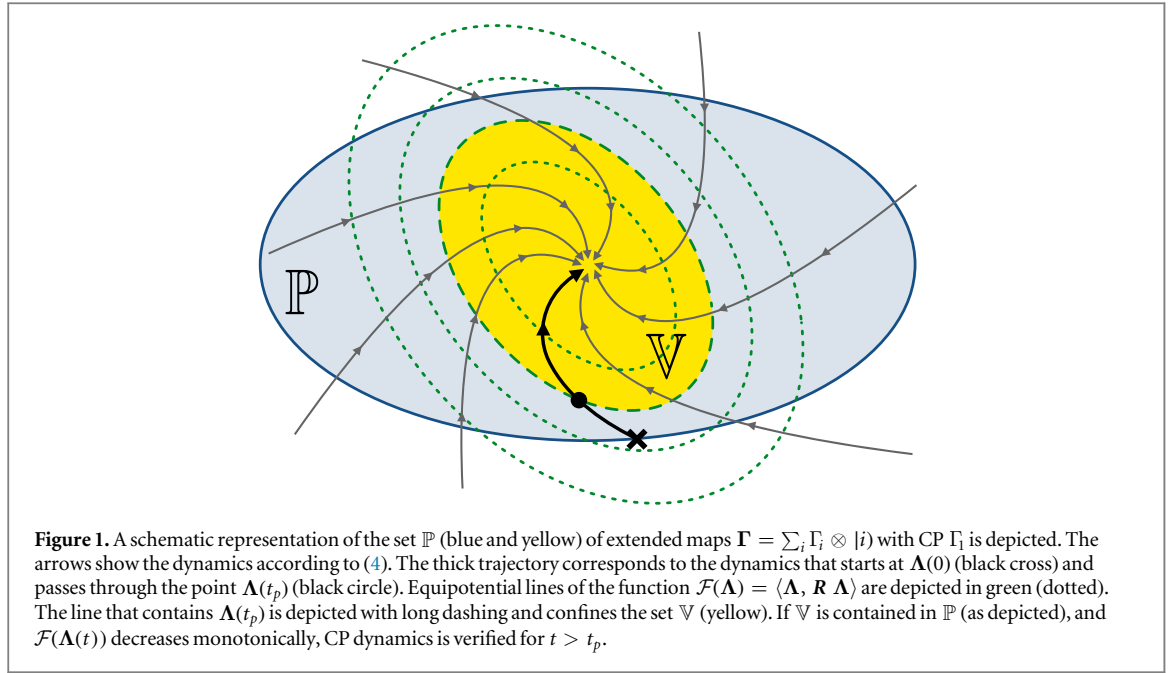 ℙ
𝕍
Figure 1. A schematic representation of the set ℙ (blue and yellow) of extended maps Γ = ∑ᵢ Γᵢ ⊗ |i) with CP Γ₁ is depicted. The
arrows show the dynamics according to (4). The thick trajectory corresponds to the dynamics that starts at Λ(0) (black cross) and
passes through the point Λ(tₚ) (black circle). Equipotential lines of the function ℱ(Λ) = ⟨Λ, R Λ⟩ are depicted in green (dotted).
The line that contains Λ(tₚ) is depicted with long dashing and confines the set 𝕍 (yellow). If 𝕍 is contained in ℙ (as depicted), and
ℱ(Λ(t)) decreases monotonically, CP dynamics is verified for t > tₚ.